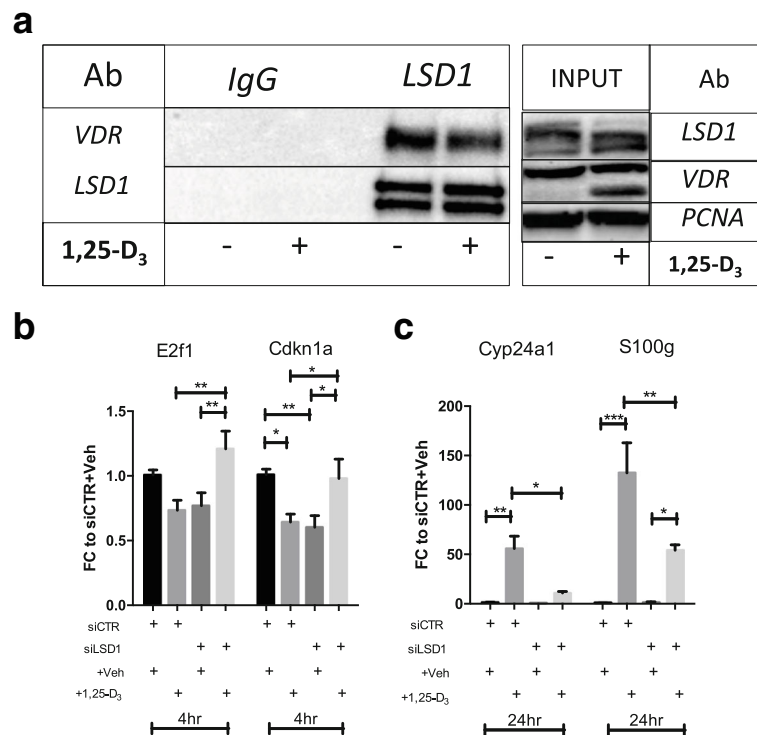 a
Ab IgG LSD1 INPUT Ab
VDR LSD1
LSD1 VDR
PCNA
1,25-D3 - + - + - + 1,25-D3
b
E2f1 Cdkn1a
** * ** ** * *
FC to siCTR+Veh
1.5
1.0
0.5
0.0
siCTR + + + +
siLSD1 + + + +
+Veh + + + +
+1,25-D3 + + + +
4hr 4hr
c
Cyp24a1 S100g
*** ** ** * *
FC to siCTR+Veh
200
150
100
50
0
siCTR + + + +
siLSD1 + + + +
+Veh + + + +
+1,25-D3 + + + +
24hr 24hr